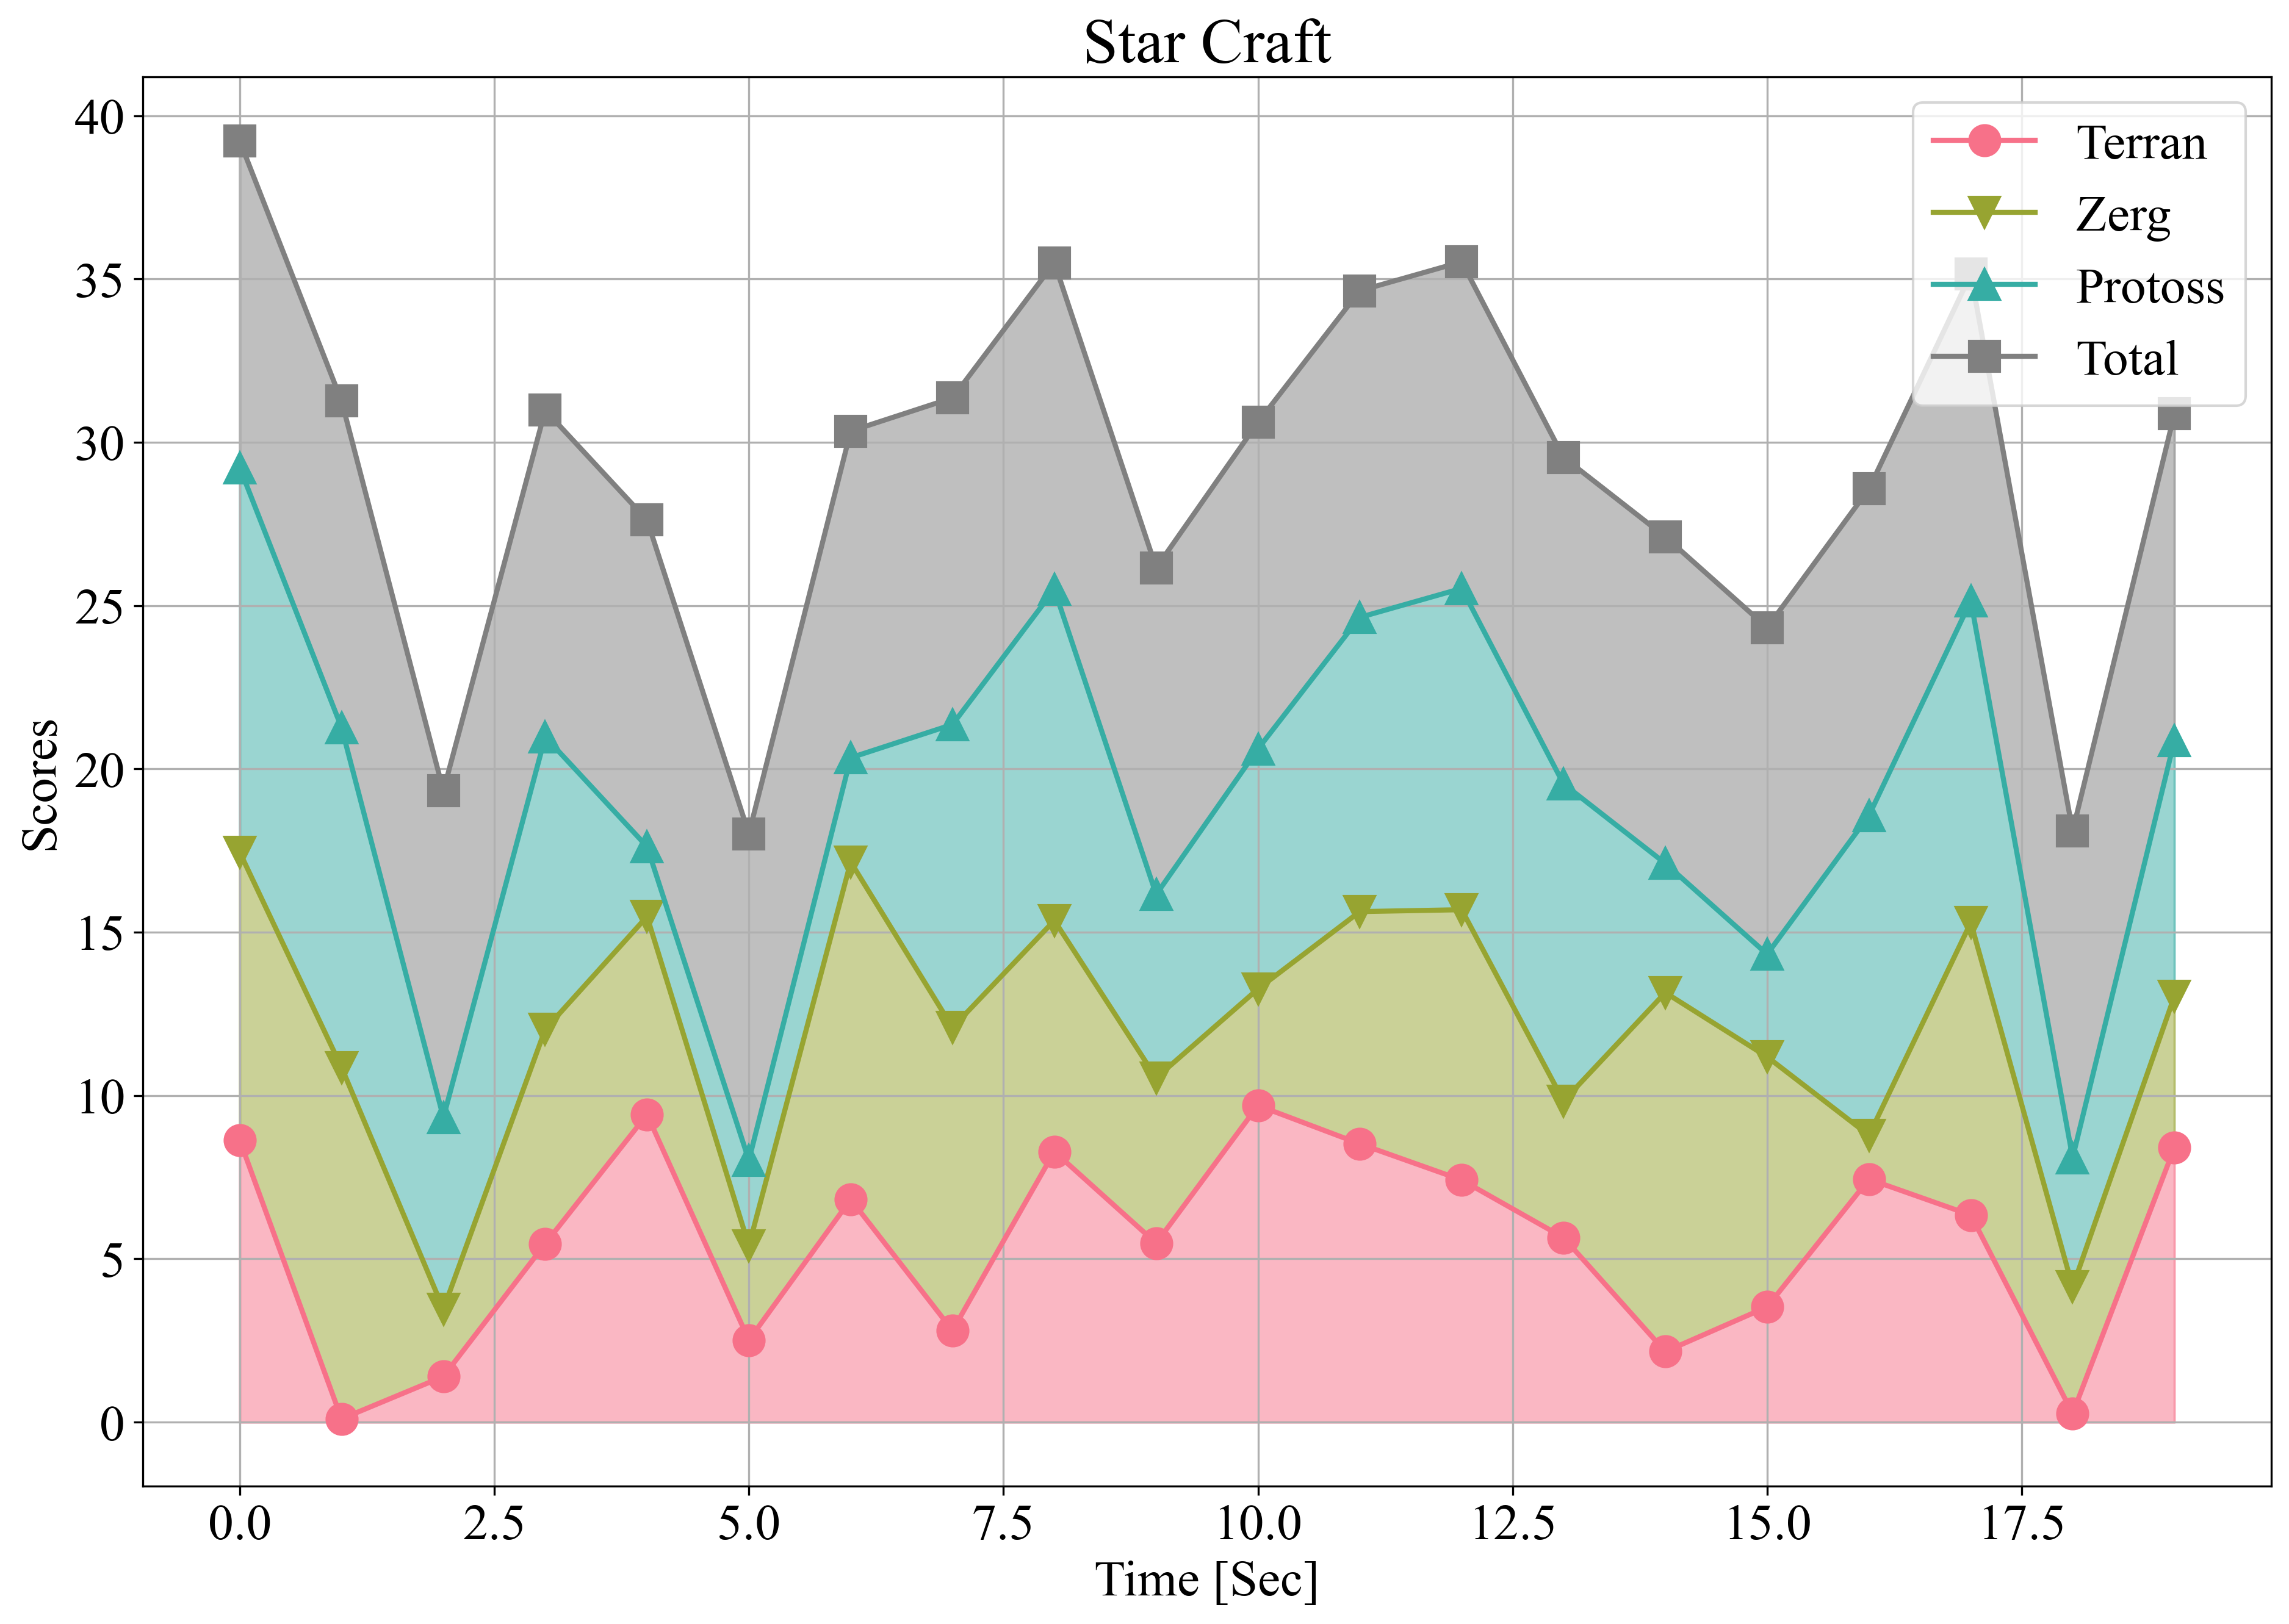 Star Craft
Terran
Zerg
Protoss
Total
Scores
40
35
30
25
20
15
10
5
0
0.0 2.5 5.0 7.5 10.0 12.5 15.0 17.5
Time [Sec]